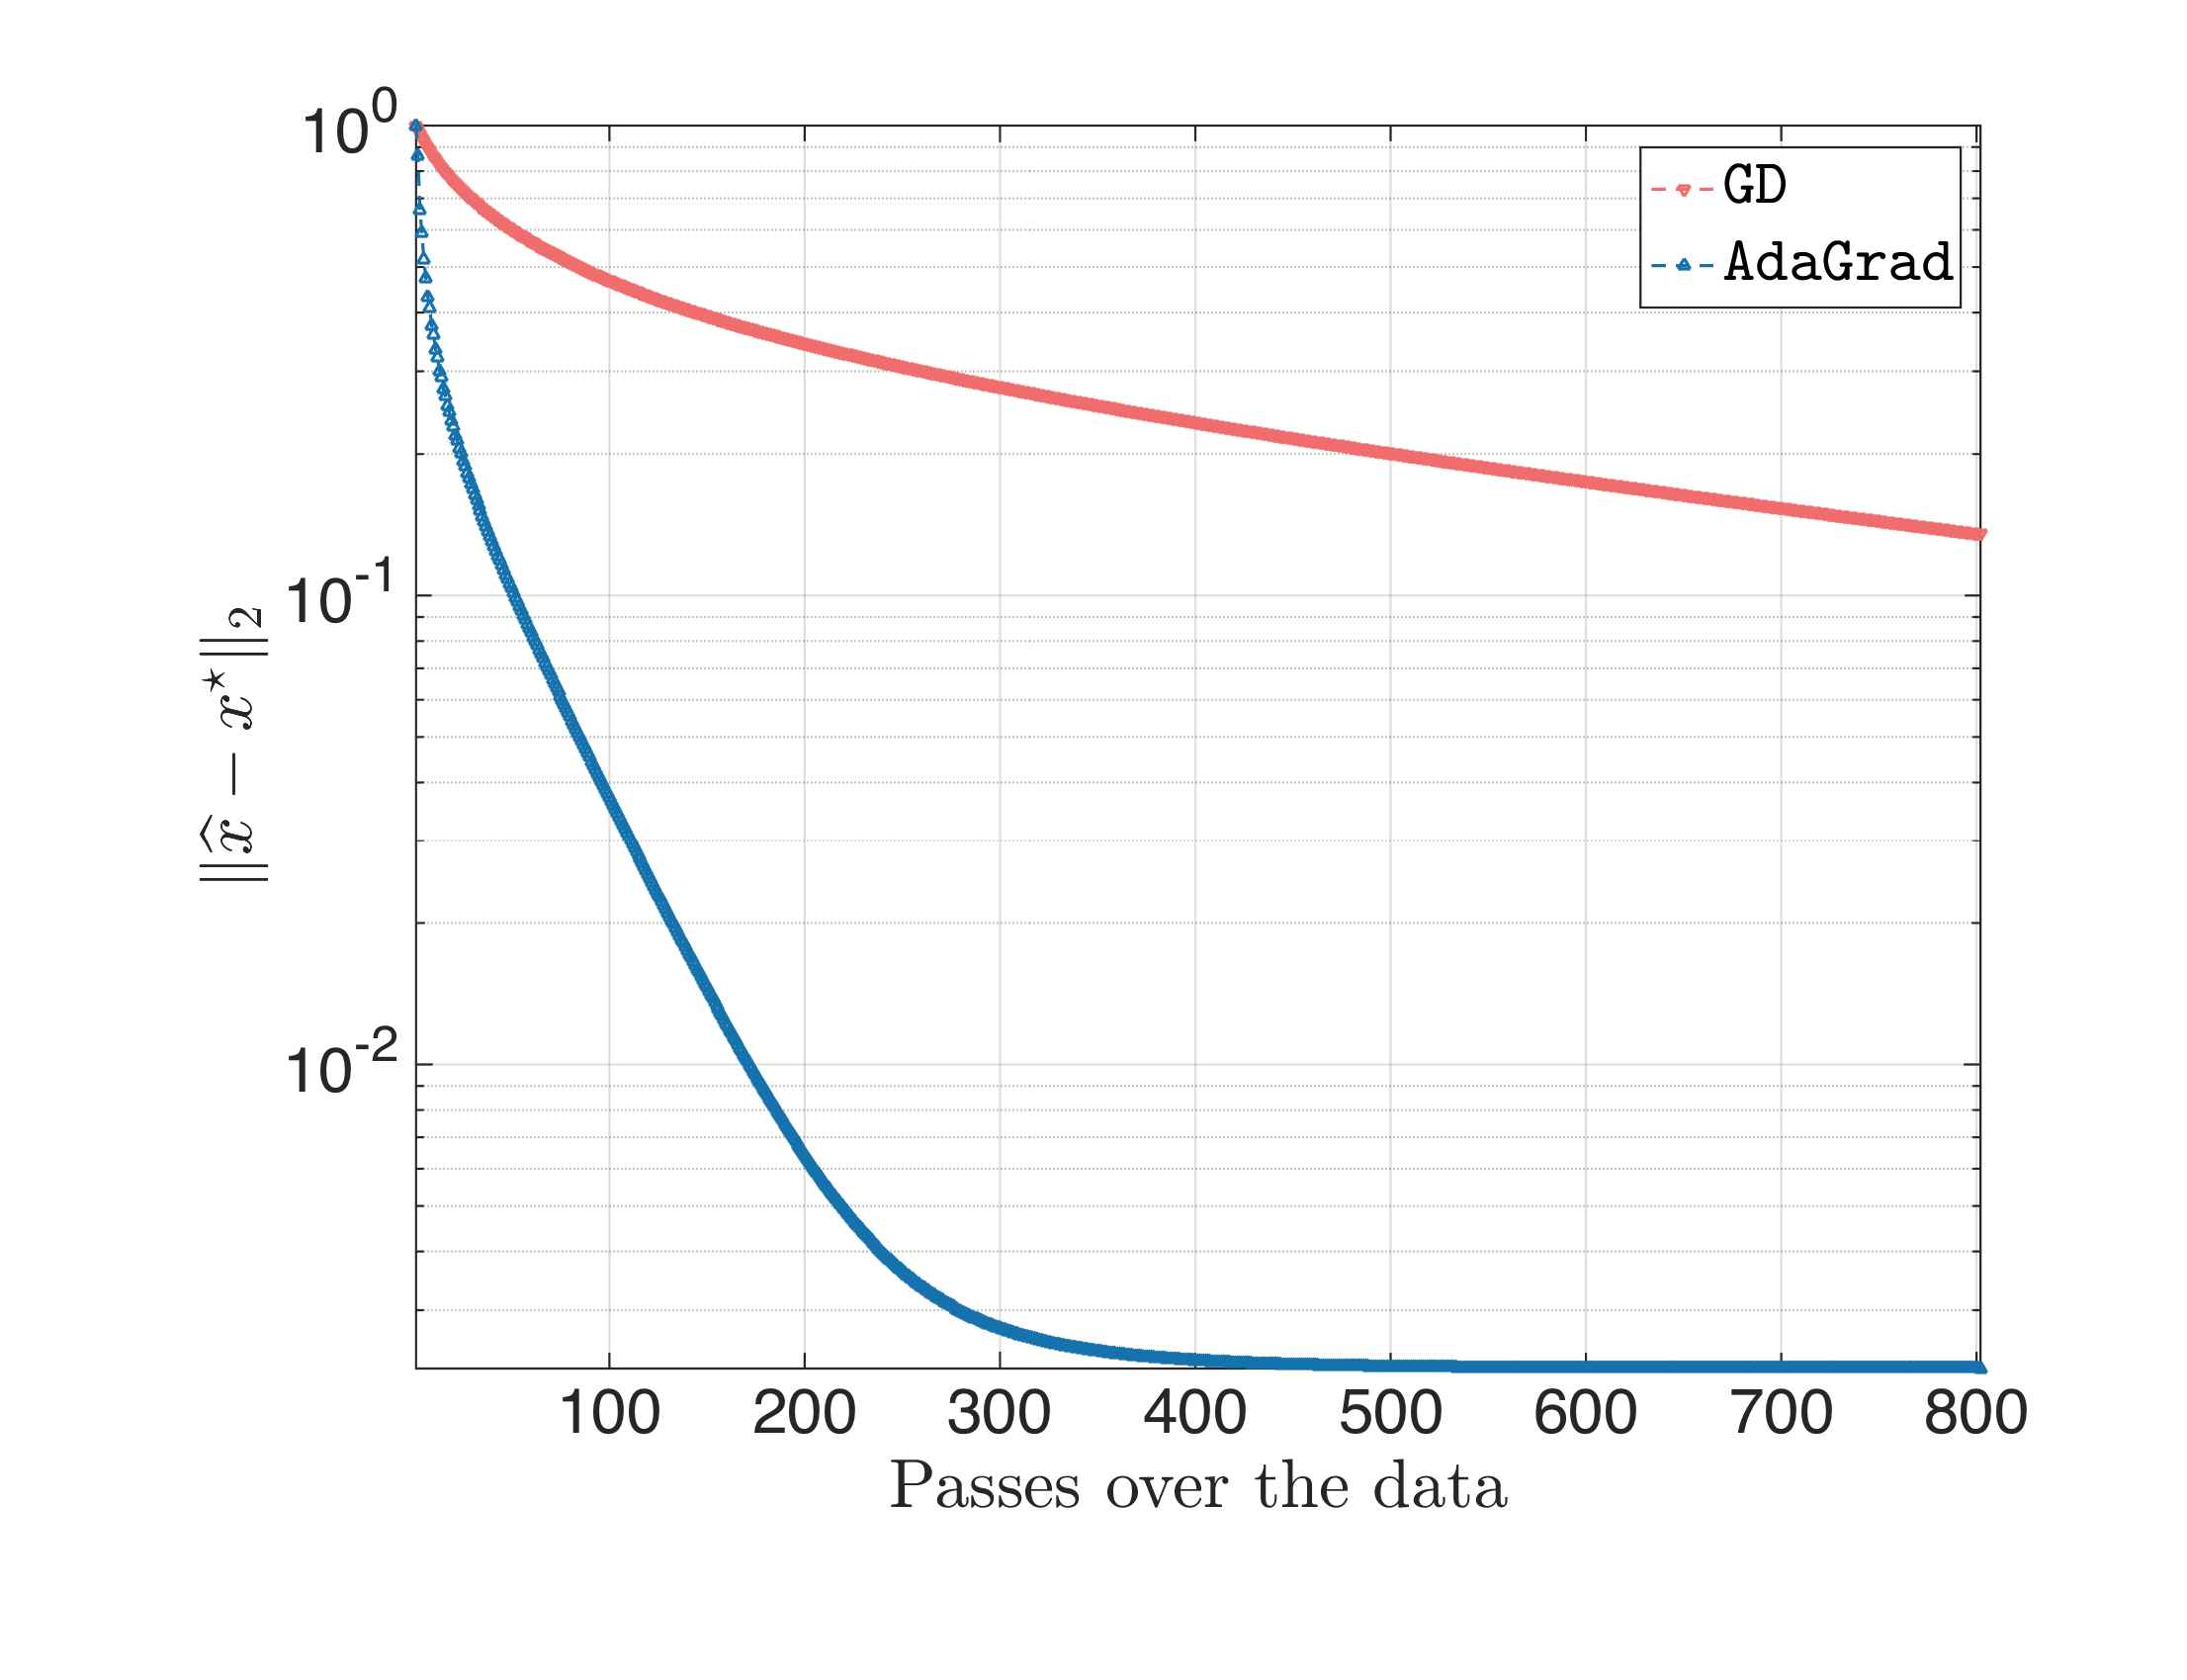 10^0
10^-1
10^-2
‖x̂ − x⋆‖₂
GD
AdaGrad
100 200 300 400 500 600 700 800
Passes over the data